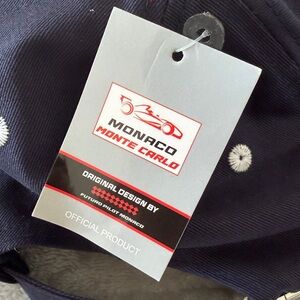 MONACO
MONTE CARLO
ORIGINAL DESIGN BY
FUTURO PILOT MONACO
OFFICIAL PRODUCT